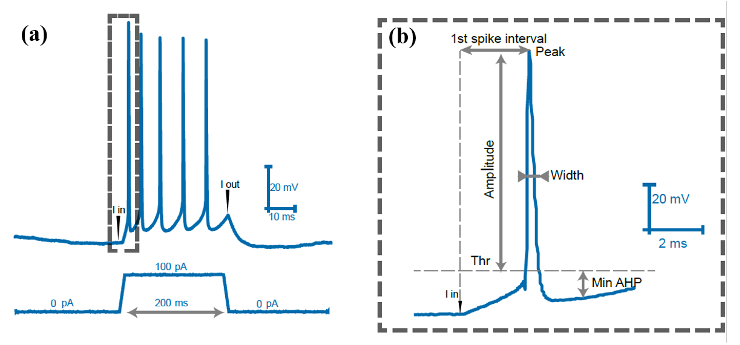 (a)
I in
I out
20 mV
10 ms
100 pA
0 pA
200 ms
0 pA
(b)
1st spike interval
Peak
Amplitude
Width
20 mV
2 ms
Thr
I in
Min AHP